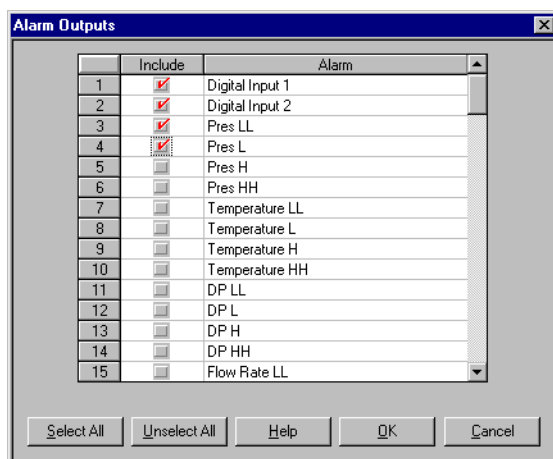 Alarm Outputs
Include Alarm
1 Digital Input 1
2 Digital Input 2
3 Pres LL
4 Pres L
5 Pres H
6 Pres HH
7 Temperature LL
8 Temperature L
9 Temperature H
10 Temperature HH
11 DP LL
12 DP L
13 DP H
14 DP HH
15 Flow Rate LL
Select All Unselect All Help OK Cancel